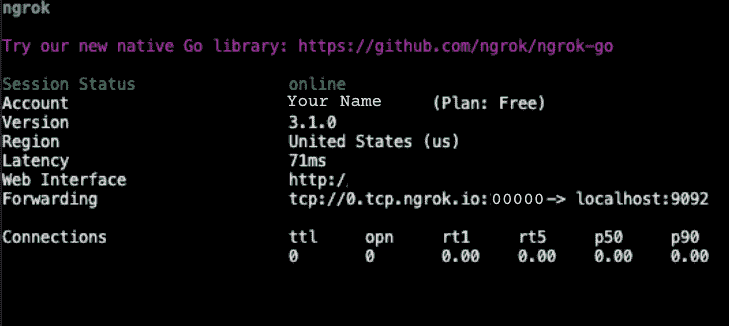 ngrok
Try our new native Go library: https://github.com/ngrok/ngrok-go
Session Status online
Account Your Name (Plan: Free)
Version 3.1.0
Region United States (us)
Latency 71ms
Web Interface http:/
Forwarding tcp://0.tcp.ngrok.io:00000-> localhost:9092
Connections ttl opn rt1 rt5 p50 p90
0 0 0.00 0.00 0.00 0.00